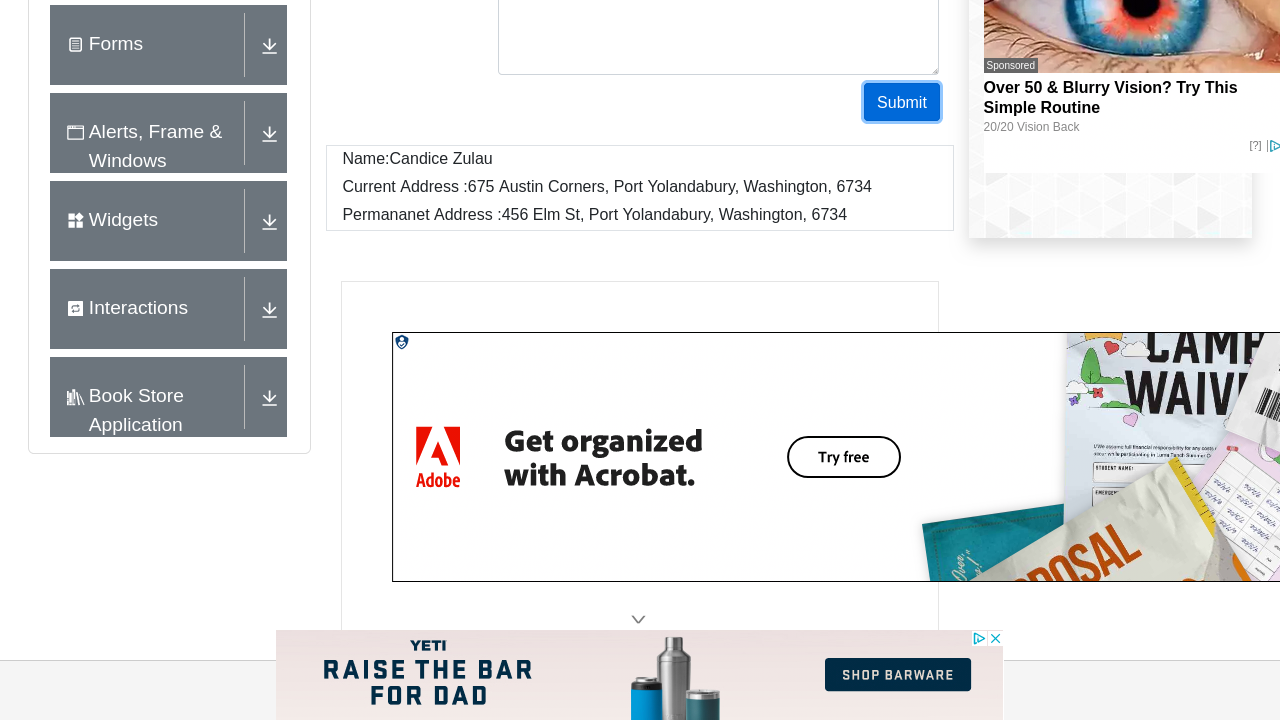 Forms
Alerts, Frame &
Windows
Widgets
Interactions
Book Store
Application
Submit
Name:Candice Zulau
Current Address :675 Austin Corners, Port Yolandabury, Washington, 6734
Permananet Address :456 Elm St, Port Yolandabury, Washington, 6734
Sponsored
Over 50 & Blurry Vision? Try This
Simple Routine
20/20 Vision Back
[?]
Adobe
Get organized
with Acrobat.
Try free
CAMP
WAIVE
STUDENT NAME:
YETI
RAISE THE BAR
FOR DAD
SHOP BARWARE